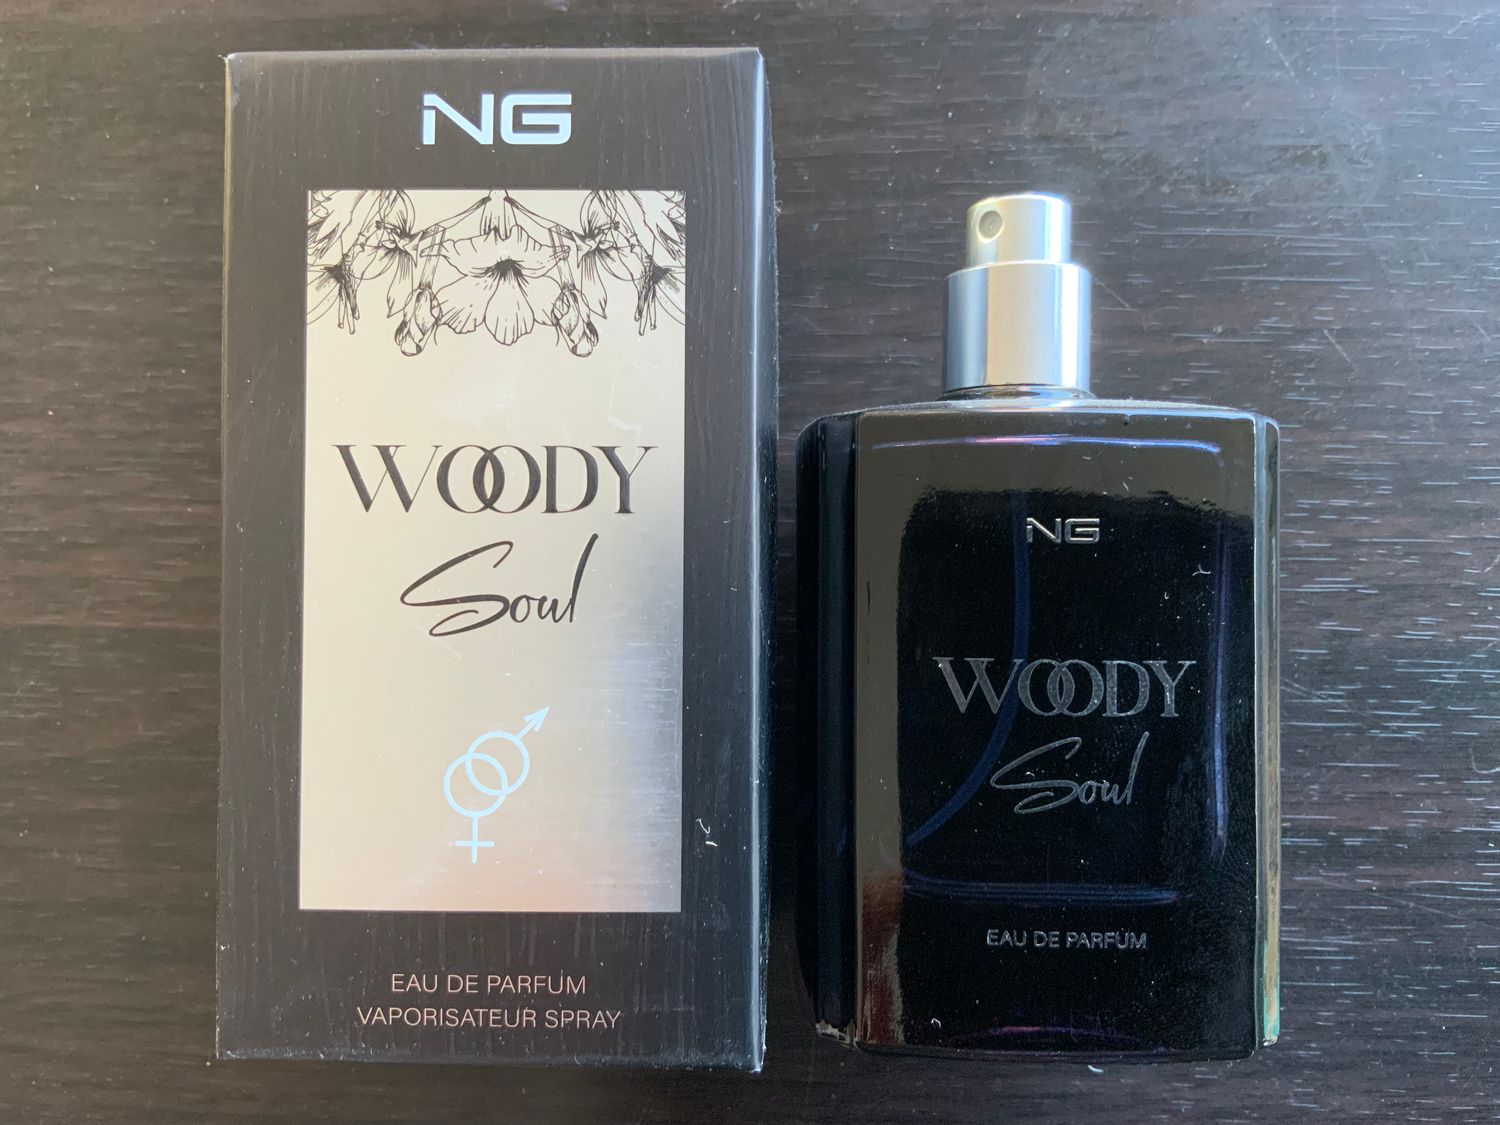 NG
WOODY
Soul
EAU DE PARFUM
VAPORISATEUR SPRAY
NG
WOODY
Soul
EAU DE PARFUM